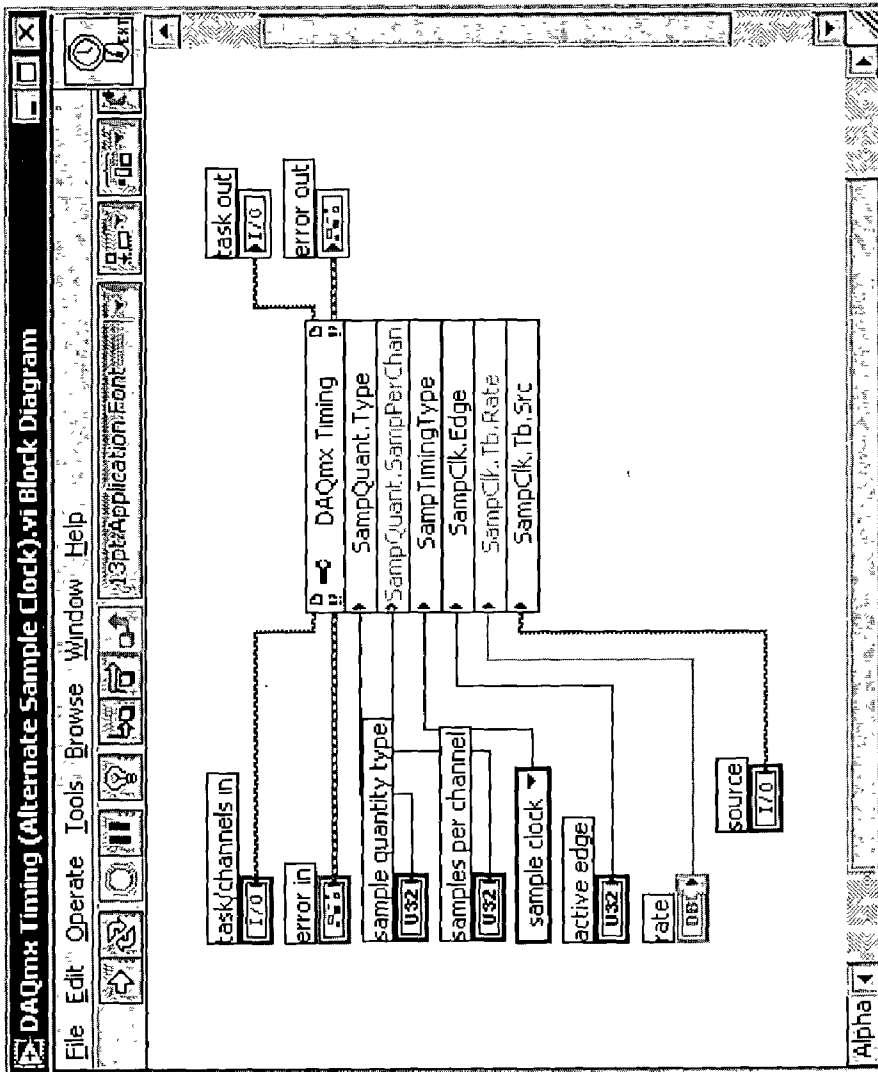 DAQmx Timing (Alternate Sample Clock).vi Block Diagram
File Edit Operate Tools Browse Window Help
13pt Application Font
task/channels in
I/O
error in
sample quantity type
U32
samples per channel
U32
sample clock
active edge
U32
rate
DBL
source
I/O
DAQmx Timing
SampQuant.Type
SampQuant.SampPerChan
SampTimingType
SampClk.Edge
SampClk.Tb.Rate
SampClk.Tb.Src
task out
I/O
error out
Alpha